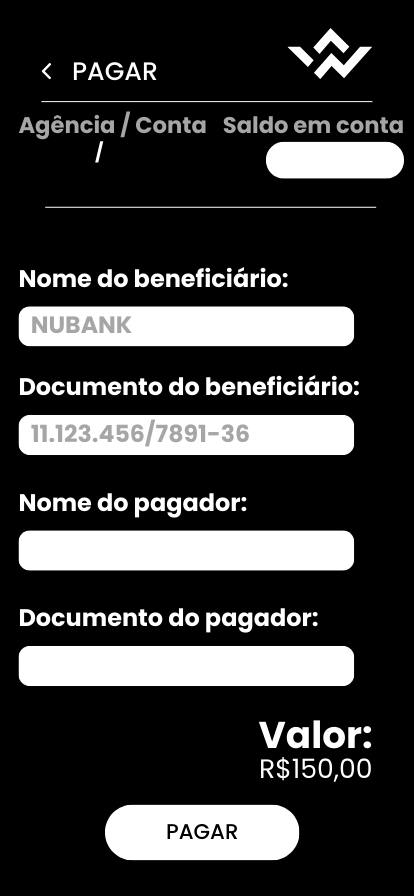 PAGAR
Agência / Conta Saldo em conta
/
Nome do beneficiário:
NUBANK
Documento do beneficiário:
11.123.456/7891-36
Nome do pagador:
Documento do pagador:
Valor:
R$150,00
PAGAR